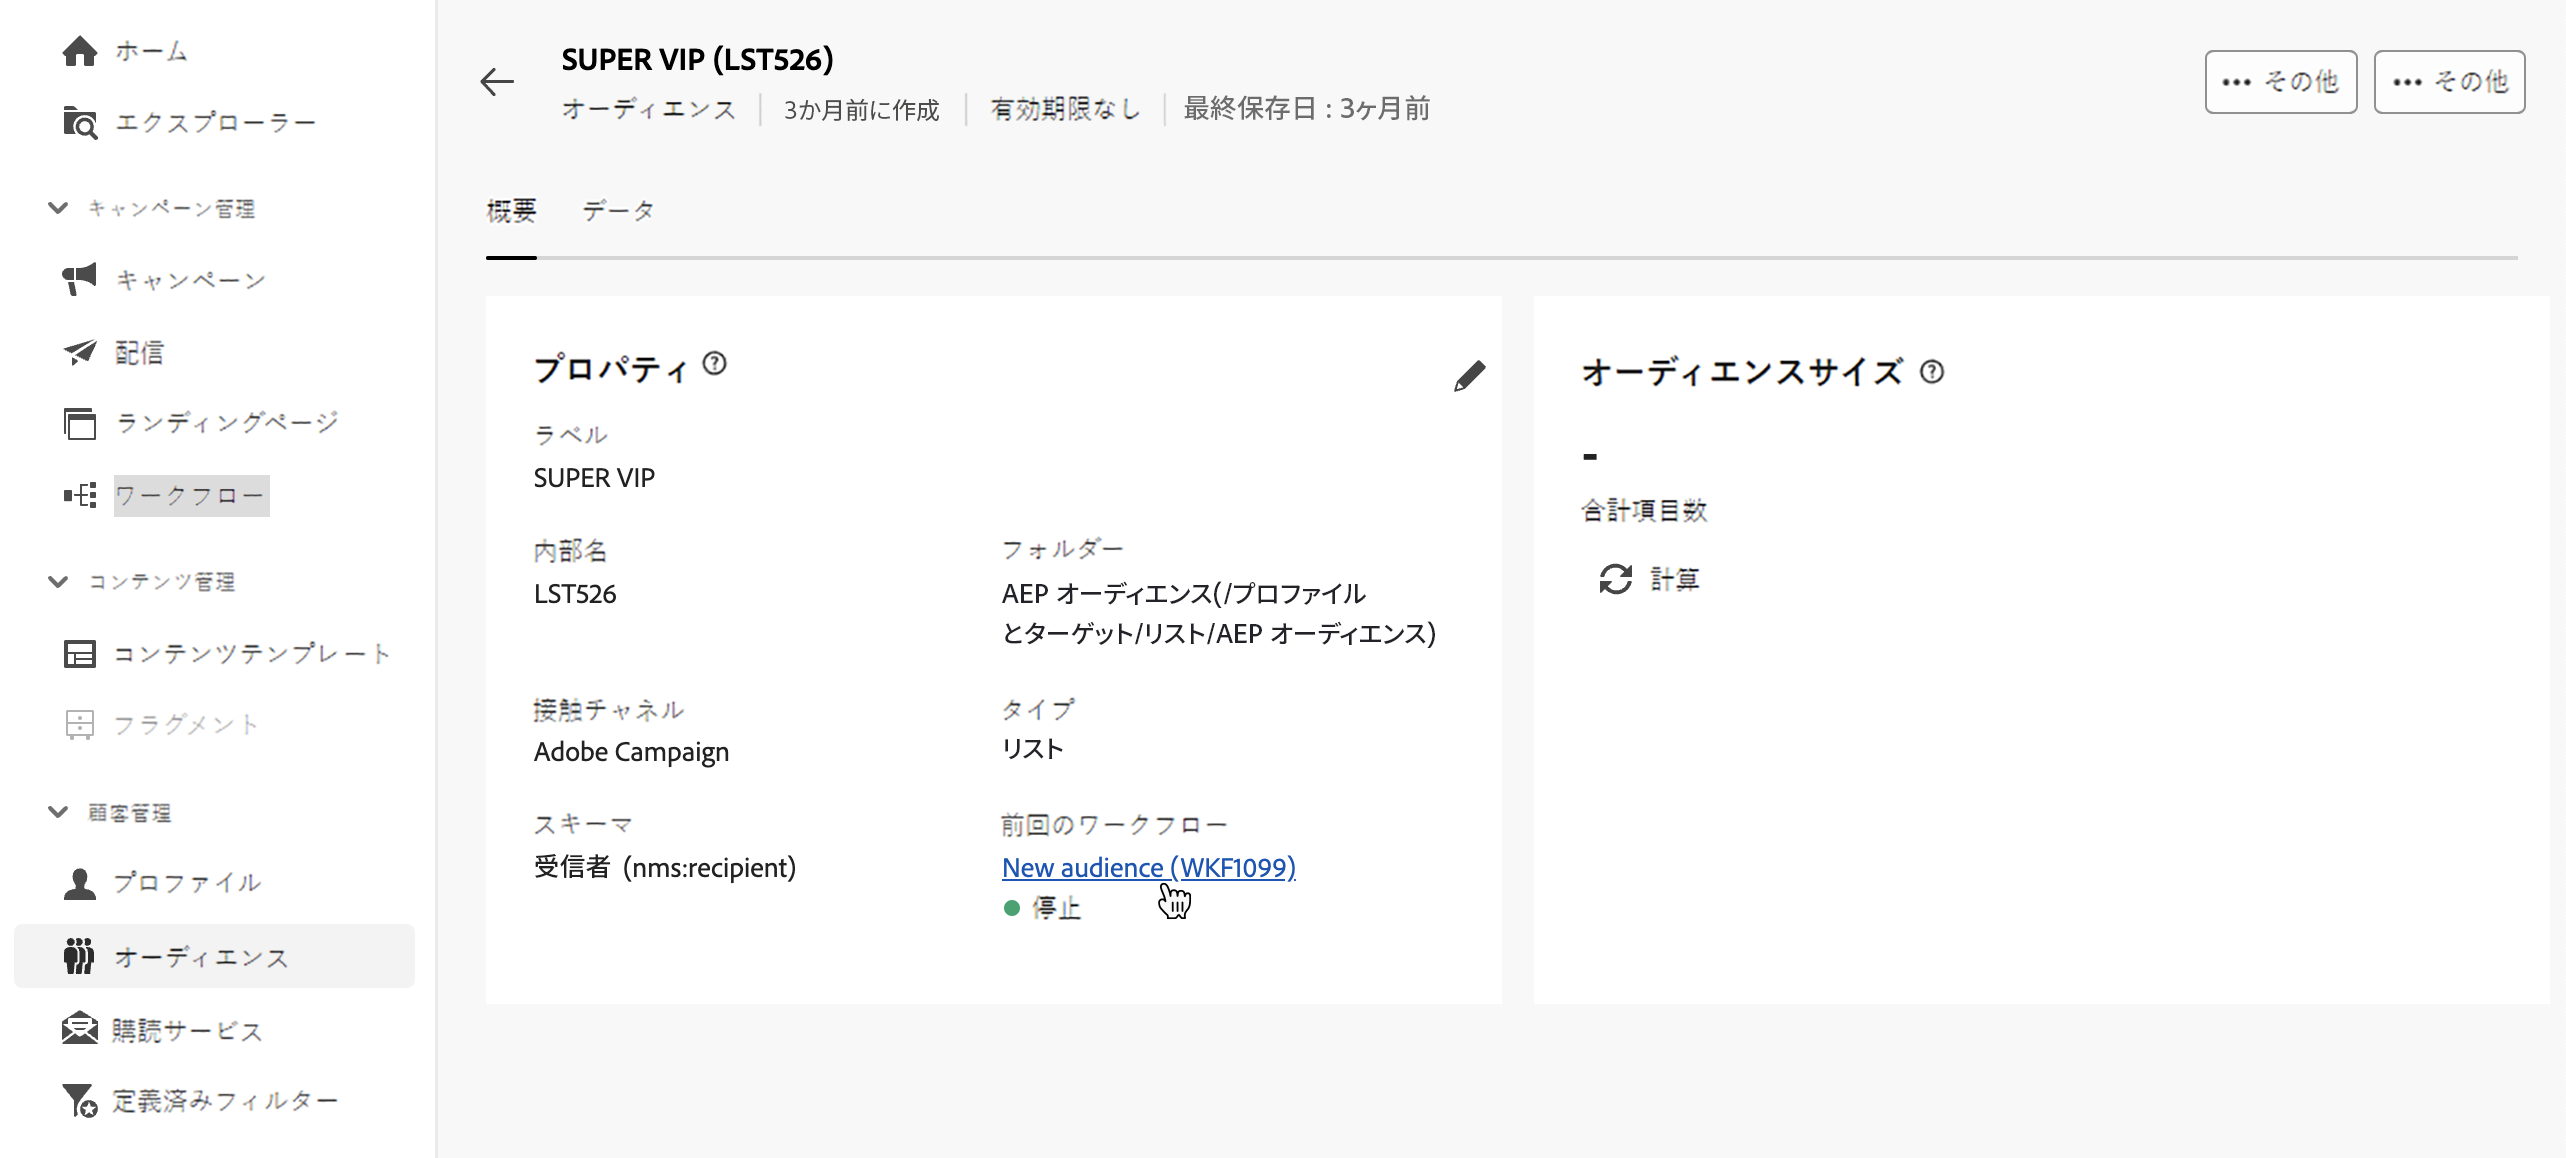 ホーム
エクスプローラー
キャンペーン管理
キャンペーン
配信
ランディングページ
ワークフロー
コンテンツ管理
コンテンツテンプレート
フラグメント
顧客管理
プロファイル
オーディエンス
購読サービス
定義済みフィルター
SUPER VIP (LST526)
オーディエンス 3か月前に作成 有効期限なし 最終保存日 : 3ヶ月前
••• その他 ••• その他
概要 データ
プロパティ
ラベル
SUPER VIP
内部名
LST526
フォルダー
AEP オーディエンス(/プロファイル
とターゲット/リスト/AEP オーディエンス)
接触チャネル
Adobe Campaign
タイプ
リスト
スキーマ
受信者 (nms:recipient)
前回のワークフロー
New audience (WKF1099)
停止
オーディエンスサイズ
-
合計項目数
計算